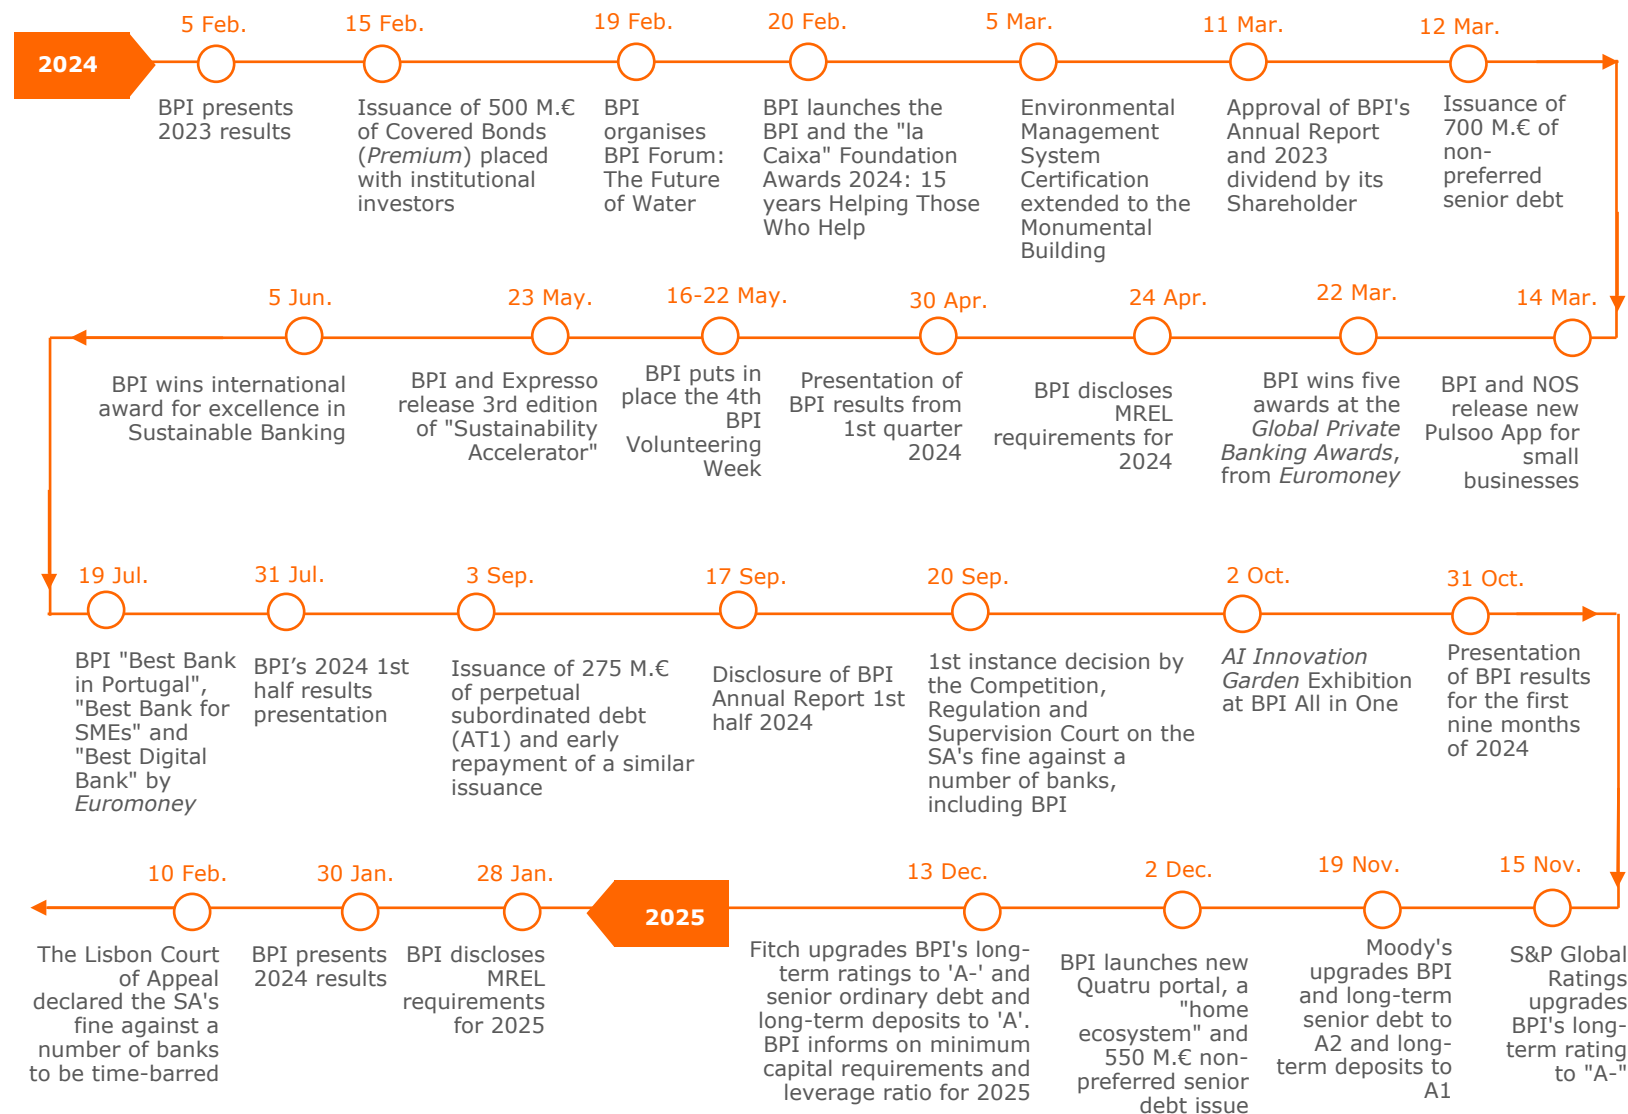 2024
5 Feb.
BPI presents
2023 results
15 Feb.
Issuance of 500 M.€
of Covered Bonds
(Premium) placed
with institutional
investors
19 Feb.
BPI
organises
BPI Forum:
The Future
of Water
20 Feb.
BPI launches the
BPI and the "la
Caixa" Foundation
Awards 2024: 15
years Helping Those
Who Help
5 Mar.
Environmental
Management
System
Certification
extended to the
Monumental
Building
11 Mar.
Approval of BPI's
Annual Report
and 2023
dividend by its
Shareholder
12 Mar.
Issuance of
700 M.€ of
non-
preferred
senior debt
14 Mar.
BPI and NOS
release new
Pulsoo App for
small
businesses
22 Mar.
BPI wins five
awards at the
Global Private
Banking Awards,
from Euromoney
24 Apr.
BPI discloses
MREL
requirements for
2024
30 Apr.
Presentation of
BPI results from
1st quarter
2024
16-22 May.
BPI puts in
place the 4th
BPI
Volunteering
Week
23 May.
BPI and Expresso
release 3rd edition
of "Sustainability
Accelerator"
5 Jun.
BPI wins international
award for excellence in
Sustainable Banking
19 Jul.
BPI "Best Bank
in Portugal",
"Best Bank for
SMEs" and
"Best Digital
Bank" by
Euromoney
31 Jul.
BPI’s 2024 1st
half results
presentation
3 Sep.
Issuance of 275 M.€
of perpetual
subordinated debt
(AT1) and early
repayment of a similar
issuance
17 Sep.
Disclosure of BPI
Annual Report 1st
half 2024
20 Sep.
1st instance decision by
the Competition,
Regulation and
Supervision Court on the
SA's fine against a
number of banks,
including BPI
2 Oct.
AI Innovation
Garden Exhibition
at BPI All in One
31 Oct.
Presentation
of BPI results
for the first
nine months
of 2024
15 Nov.
S&P Global
Ratings
upgrades
BPI's long-
term rating
to "A-"
19 Nov.
Moody's
upgrades BPI
and long-term
senior debt to
A2 and long-
term deposits to
A1
2 Dec.
BPI launches new
Quatru portal, a
"home
ecosystem" and
550 M.€ non-
preferred senior
debt issue
13 Dec.
Fitch upgrades BPI's long-
term ratings to 'A-' and
senior ordinary debt and
long-term deposits to 'A'.
BPI informs on minimum
capital requirements and
leverage ratio for 2025
2025
28 Jan.
BPI discloses
MREL
requirements
for 2025
30 Jan.
BPI presents
2024 results
10 Feb.
The Lisbon Court
of Appeal
declared the SA's
fine against a
number of banks
to be time-barred